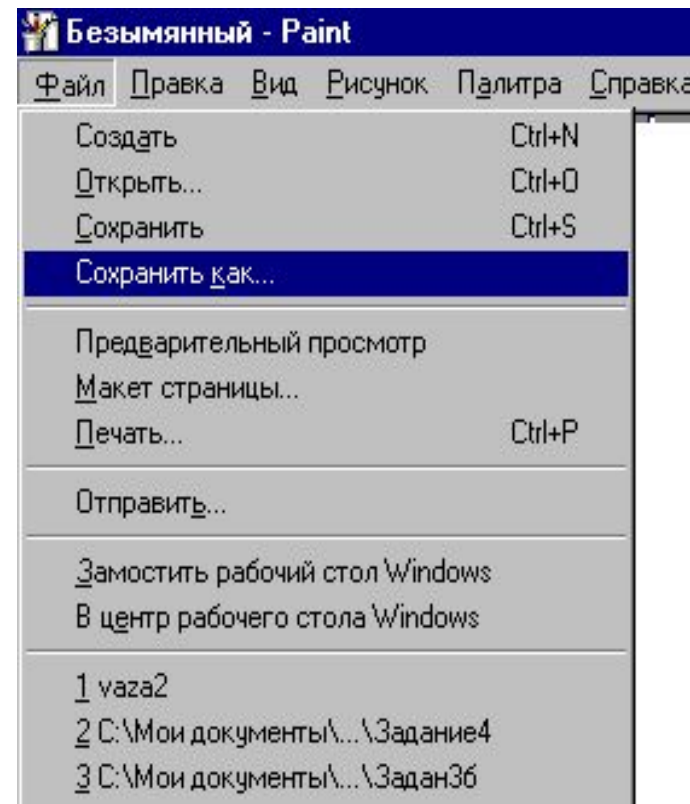 Безымянный - Paint
Файл Правка Вид Рисунок Палитра Справка
Создать Ctrl+N
Открыть... Ctrl+O
Сохранить Ctrl+S
Сохранить как...
Предварительный просмотр
Макет страницы...
Печать... Ctrl+P
Отправить...
Замостить рабочий стол Windows
В центр рабочего стола Windows
1 vaza2
2 C:\Мои документы\...\Задание4
3 C:\Мои документы\...\Задан3б